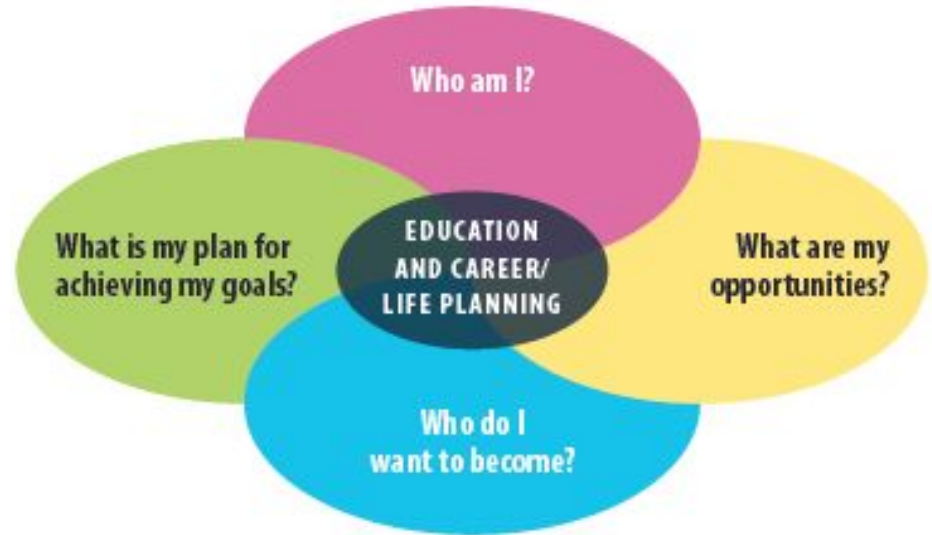 Who am I?
What is my plan for
achieving my goals?
EDUCATION
AND CAREER/
LIFE PLANNING
What are my
opportunities?
Who do I
want to become?